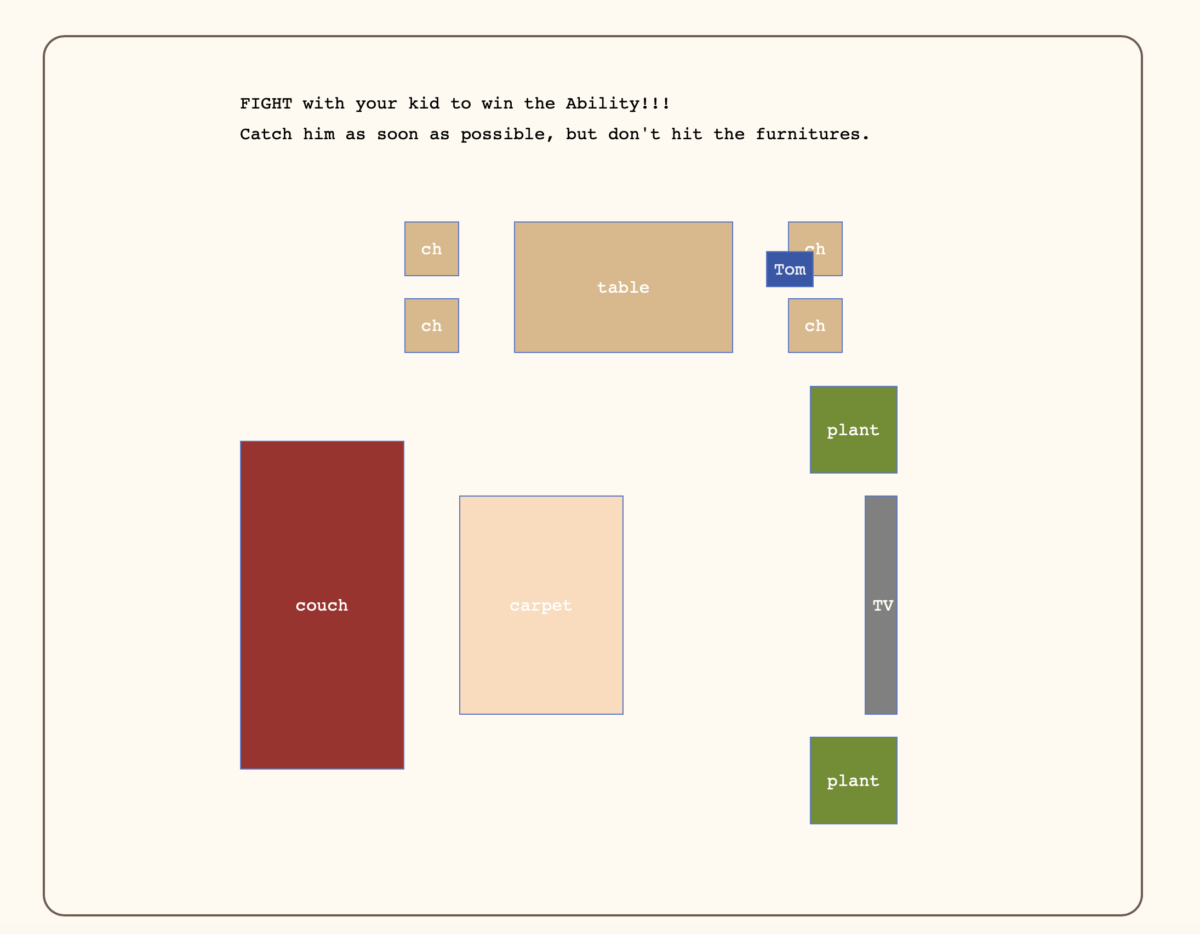 FIGHT with your kid to win the Ability!!!
Catch him as soon as possible, but don't hit the furnitures.
ch
table
ch
Tom
ch
ch
plant
couch
carpet
TV
plant